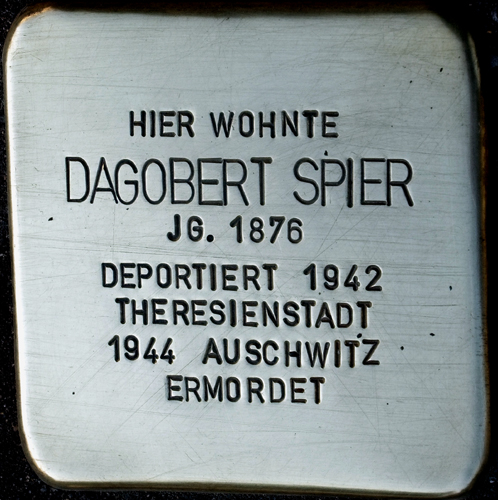 HIER WOHNTE
DAGOBERT SPIER
JG. 1876
DEPORTIERT 1942
THERESIENSTADT
1944 AUSCHWITZ
ERMORDET